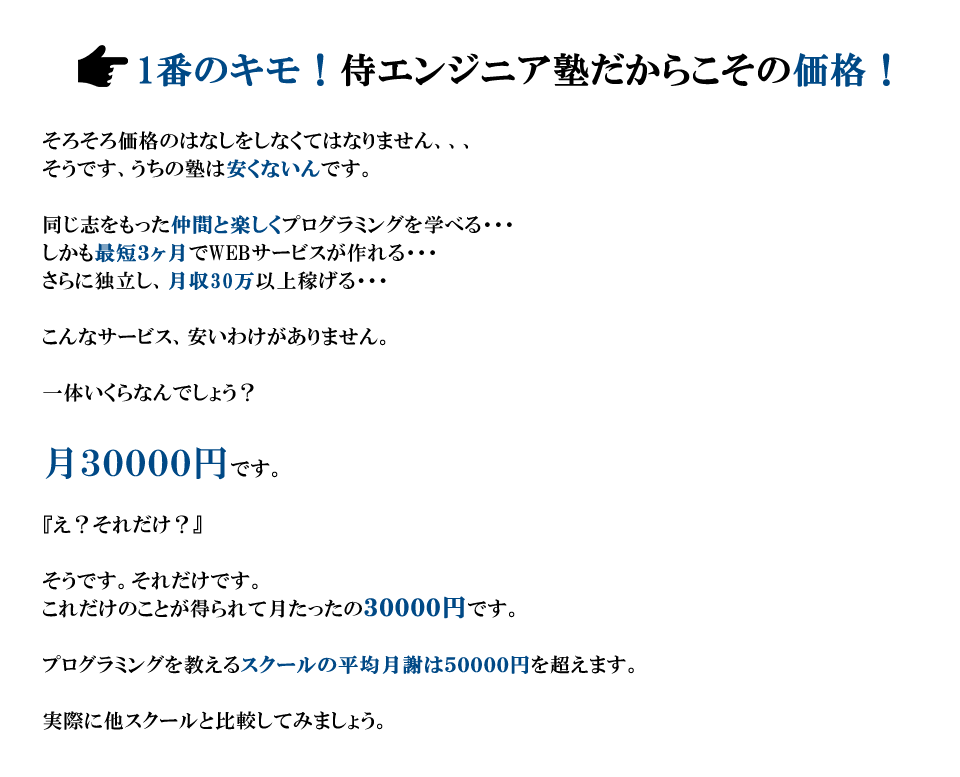 1番のキモ！侍エンジニア塾だからこその価格！
そろそろ価格のはなしをしなくてはなりません、、、
そうです、うちの塾は安くないんです。
同じ志をもった仲間と楽しくプログラミングを学べる・・・
しかも最短3ヶ月でWEBサービスが作れる・・・
さらに独立し、月収30万以上稼げる・・・
こんなサービス、安いわけがありません。
一体いくらなんでしょう？
月30000円です。
『え？それだけ？』
そうです。それだけです。
これだけのことが得られて月たったの30000円です。
プログラミングを教えるスクールの平均月謝は50000円を超えます。
実際に他スクールと比較してみましょう。